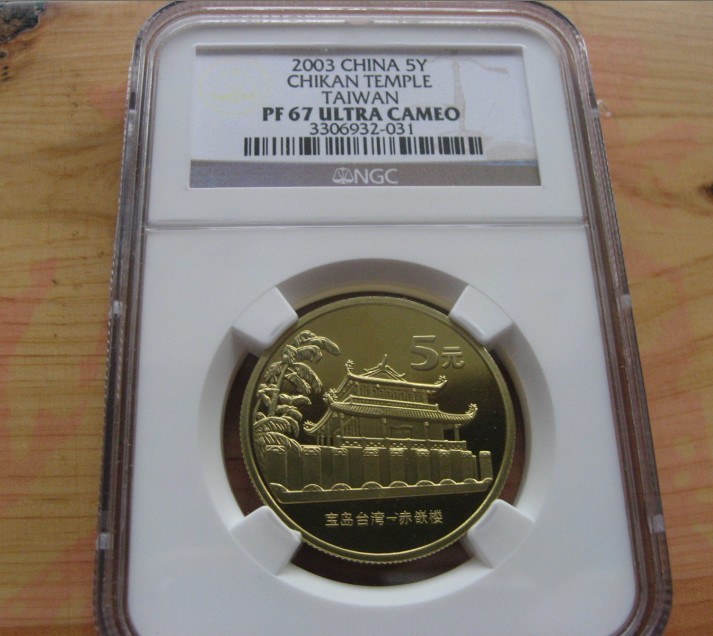 2003 CHINA 5Y
CHIKAN TEMPLE
TAIWAN
PF 67 ULTRA CAMEO
3306932-031
NGC
5元
宝岛台湾—赤嵌楼